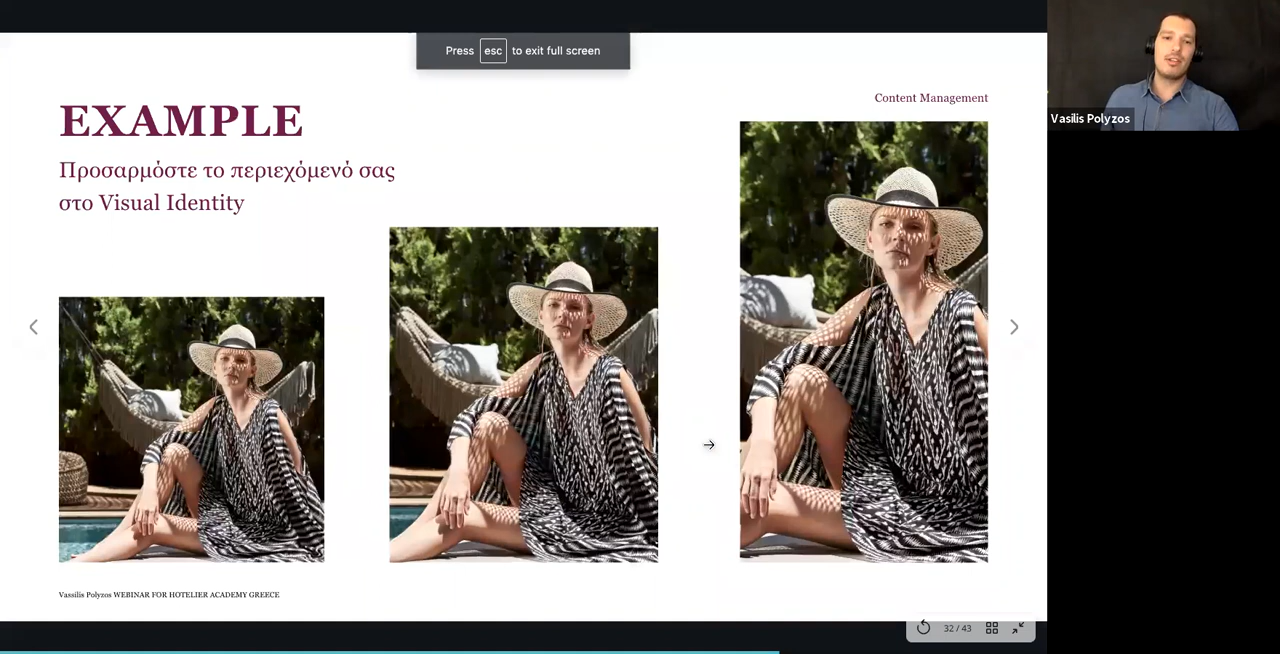 Press esc to exit full screen
Content Management
EXAMPLE
Προσαρμόστε το περιεχόμενό σας
στο Visual Identity
Vasilis Polyzos
Vassilis Polyzos WEBINAR FOR HOTELIER ACADEMY GREECE
32 / 43